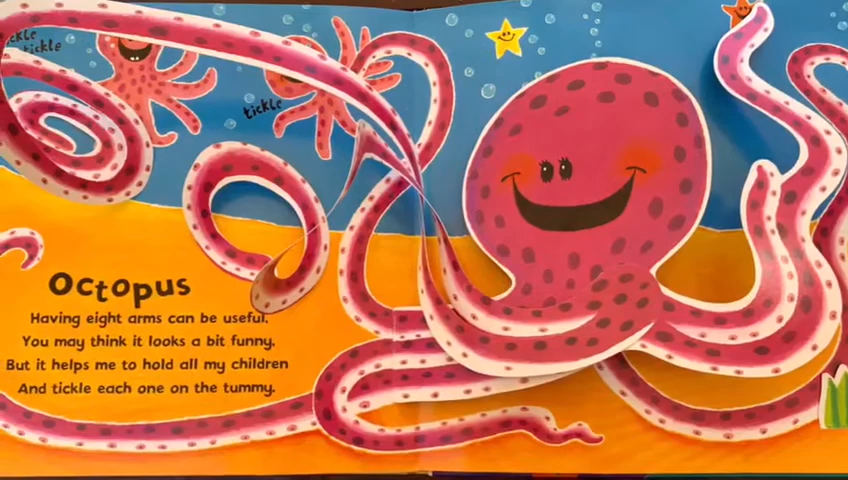 tickle
tickle
Octopus
Having eight arms can be useful,
You may think it looks a bit funny,
But it helps me to hold all my children
And tickle each one on the tummy.